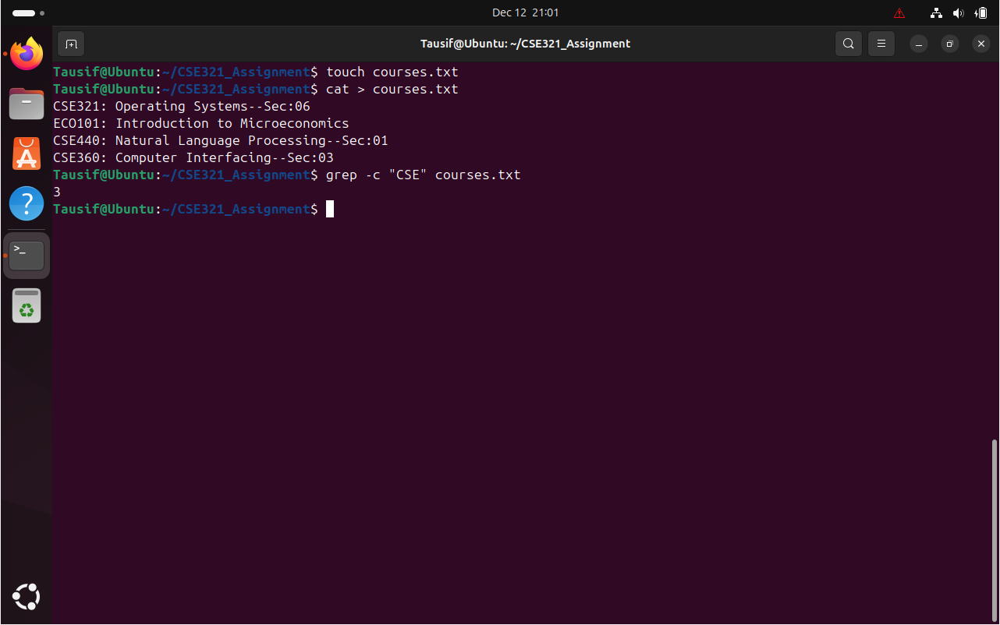 Dec 12 21:01
Tausif@Ubuntu: ~/CSE321_Assignment
Tausif@Ubuntu:~/CSE321_Assignment$ touch courses.txt
Tausif@Ubuntu:~/CSE321_Assignment$ cat > courses.txt
CSE321: Operating Systems--Sec:06
ECO101: Introduction to Microeconomics
CSE440: Natural Language Processing--Sec:01
CSE360: Computer Interfacing--Sec:03
Tausif@Ubuntu:~/CSE321_Assignment$ grep -c "CSE" courses.txt
3
Tausif@Ubuntu:~/CSE321_Assignment$